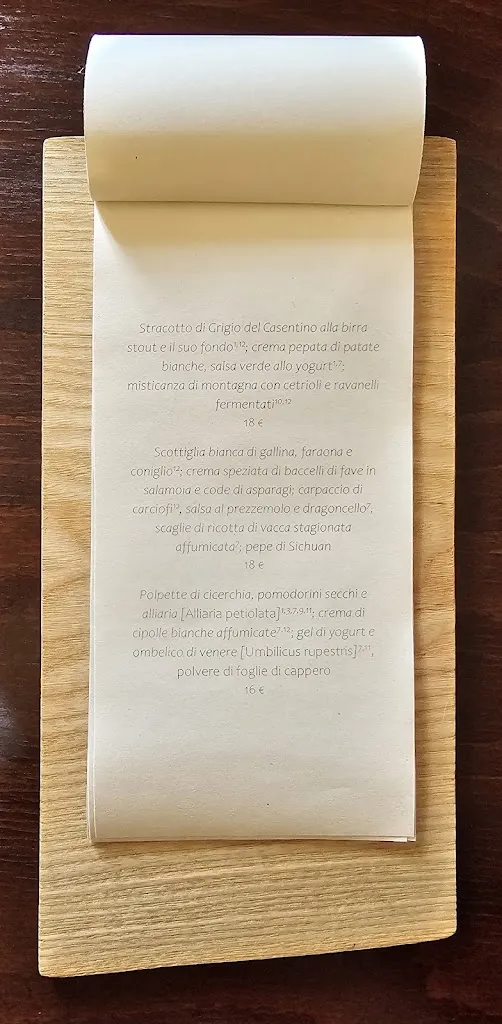 Stracotto di Grigio del Casentino alla birra
stout e il suo fondo¹,¹²; crema pepata di patate
bianche, salsa verde allo yogurt¹,⁷;
misticanza di montagna con cetrioli e ravanelli
fermentati¹⁰,¹²
18 €
Scottiglia bianca di gallina, faraona e
coniglio¹²; crema speziata di baccelli di fave in
salamoia e code di asparagi; carpaccio di
carciofi¹², salsa al prezzemolo e dragoncello⁷,
scaglie di ricotta di vacca stagionata
affumicata⁷; pepe di Sichuan
18 €
Polpette di cicerchia, pomodorini secchi e
alliaria [Alliaria petiolata]¹,³,⁷,⁹,¹¹; crema di
cipolle bianche affumicate⁷,¹²; gel di yogurt e
ombelico di venere [Umbilicus rupestris]⁷,¹¹,
polvere di foglie di cappero
16 €